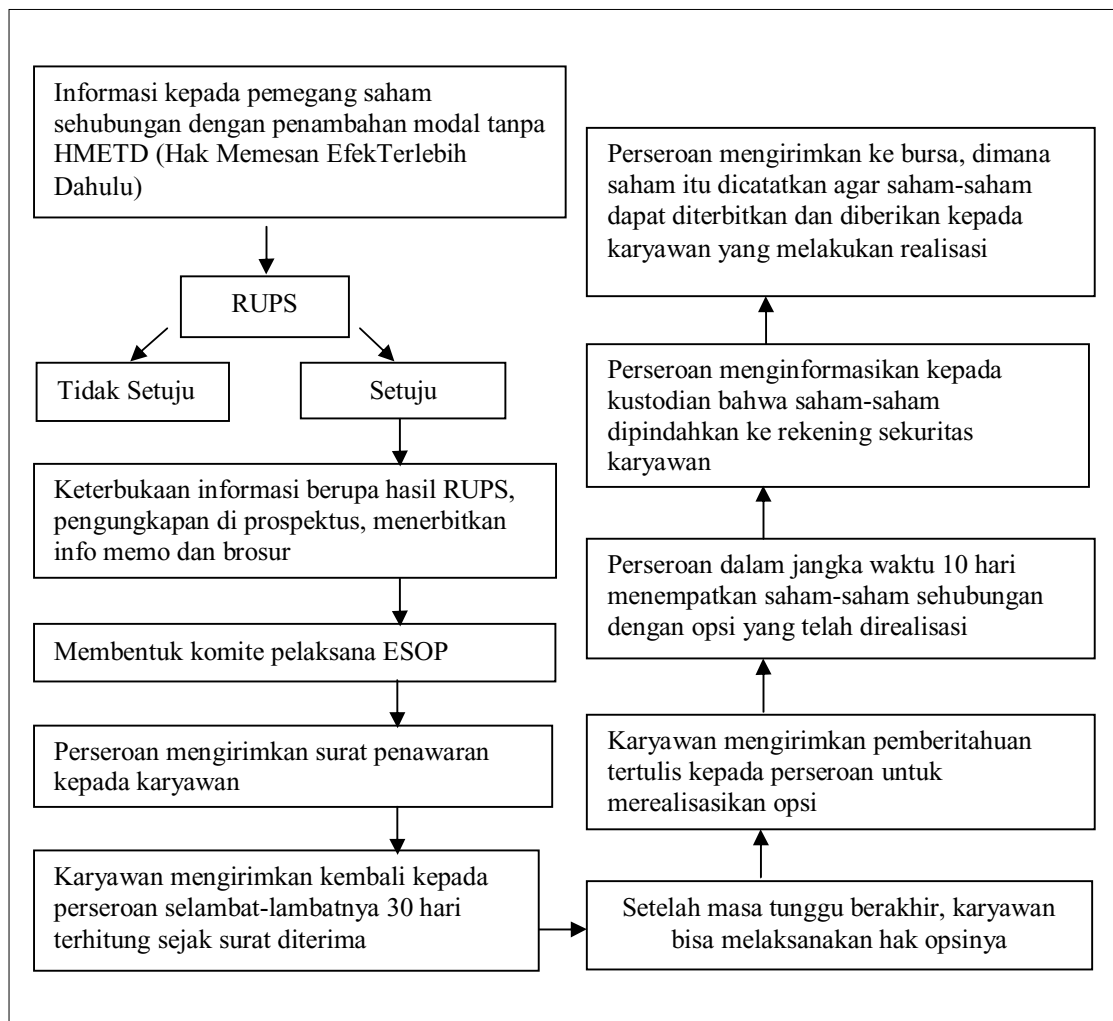 Informasi kepada pemegang saham
sehubungan dengan penambahan modal tanpa
HMETD (Hak Memesan EfekTerlebih
Dahulu)
RUPS
Tidak Setuju
Setuju
Keterbukaan informasi berupa hasil RUPS,
pengungkapan di prospektus, menerbitkan
info memo dan brosur
Membentuk komite pelaksana ESOP
Perseroan mengirimkan surat penawaran
kepada karyawan
Karyawan mengirimkan kembali kepada
perseroan selambat-lambatnya 30 hari
terhitung sejak surat diterima
Setelah masa tunggu berakhir, karyawan
bisa melaksanakan hak opsinya
Karyawan mengirimkan pemberitahuan
tertulis kepada perseroan untuk
merealisasikan opsi
Perseroan dalam jangka waktu 10 hari
menempatkan saham-saham sehubungan
dengan opsi yang telah direalisasi
Perseroan menginformasikan kepada
kustodian bahwa saham-saham
dipindahkan ke rekening sekuritas
karyawan
Perseroan mengirimkan ke bursa, dimana
saham itu dicatatkan agar saham-saham
dapat diterbitkan dan diberikan kepada
karyawan yang melakukan realisasi